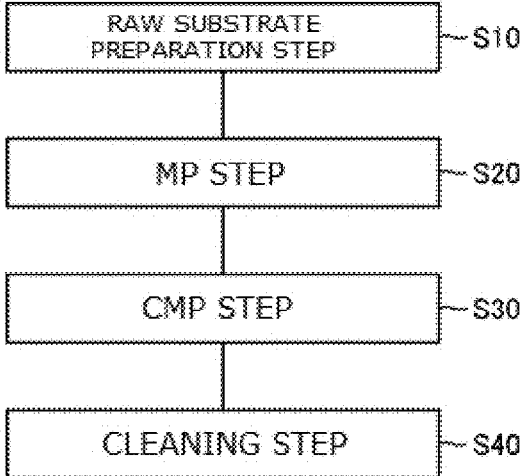 RAW SUBSTRATE
PREPARATION STEP
S10
MP STEP
S20
CMP STEP
S30
CLEANING STEP
S40